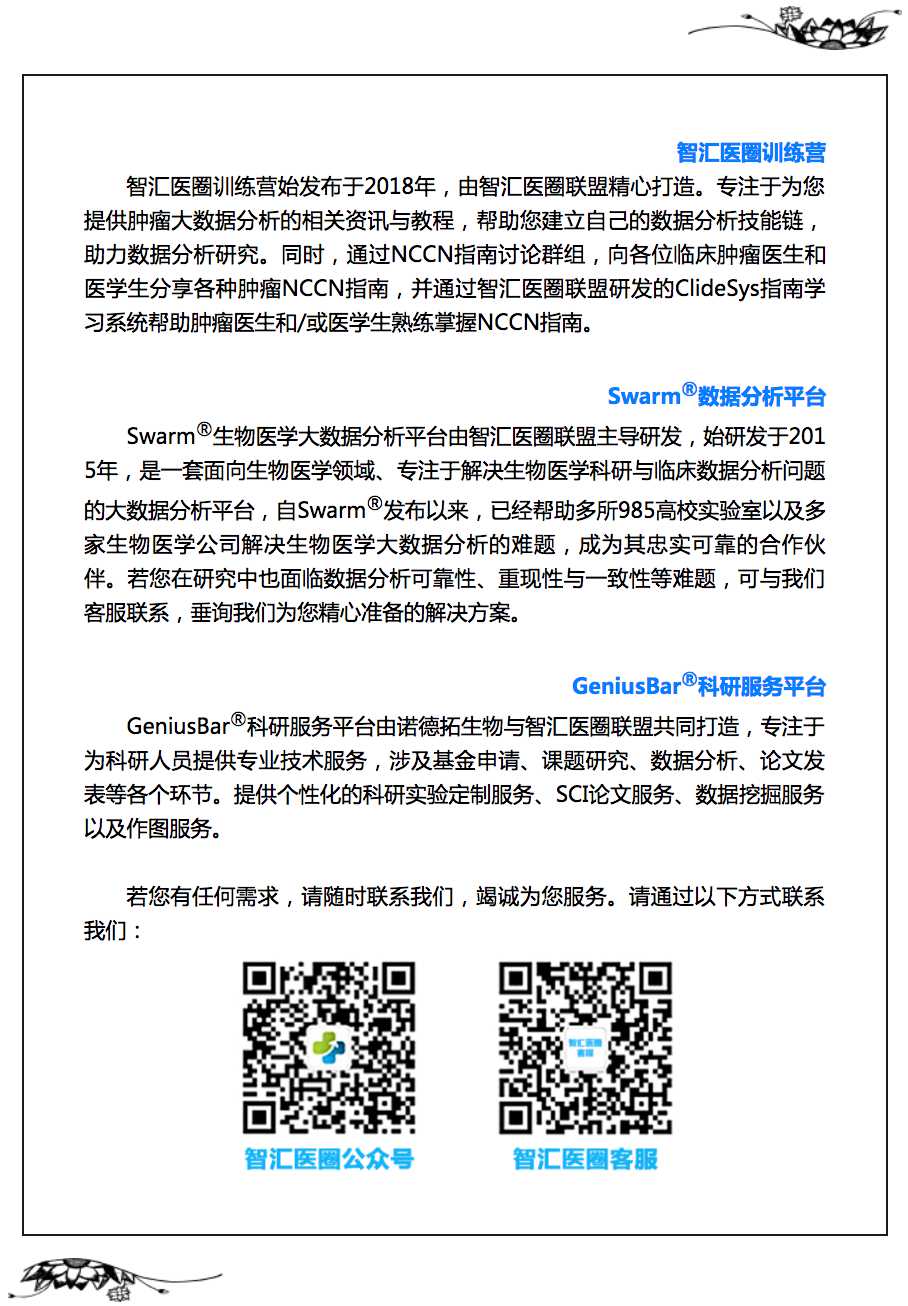 智汇医圈训练营
智汇医圈训练营始发布于2018年，由智汇医圈联盟精心打造。专注于为您
提供肿瘤大数据分析的相关资讯与教程，帮助您建立自己的数据分析技能链，
助力数据分析研究。同时，通过NCCN指南讨论群组，向各位临床肿瘤医生和
医学生分享各种肿瘤NCCN指南，并通过智汇医圈联盟研发的ClideSys指南学
习系统帮助肿瘤医生和/或医学生熟练掌握NCCN指南。
Swarm®数据分析平台
Swarm®生物医学大数据分析平台由智汇医圈联盟主导研发，始研发于201
5年，是一套面向生物医学领域、专注于解决生物医学科研与临床数据分析问题
的大数据分析平台，自Swarm®发布以来，已经帮助多所985高校实验室以及多
家生物医学公司解决生物医学大数据分析的难题，成为其忠实可靠的合作伙
伴。若您在研究中也面临数据分析可靠性、重现性与一致性等难题，可与我们
客服联系，垂询我们为您精心准备的解决方案。
GeniusBar®科研服务平台
GeniusBar®科研服务平台由诺德拓生物与智汇医圈联盟共同打造，专注于
为科研人员提供专业技术服务，涉及基金申请、课题研究、数据分析、论文发
表等各个环节。提供个性化的科研实验定制服务、SCI论文服务、数据挖掘服务
以及作图服务。
若您有任何需求，请随时联系我们，竭诚为您服务。请通过以下方式联系
我们：
智汇医圈
客服
智汇医圈公众号
智汇医圈客服